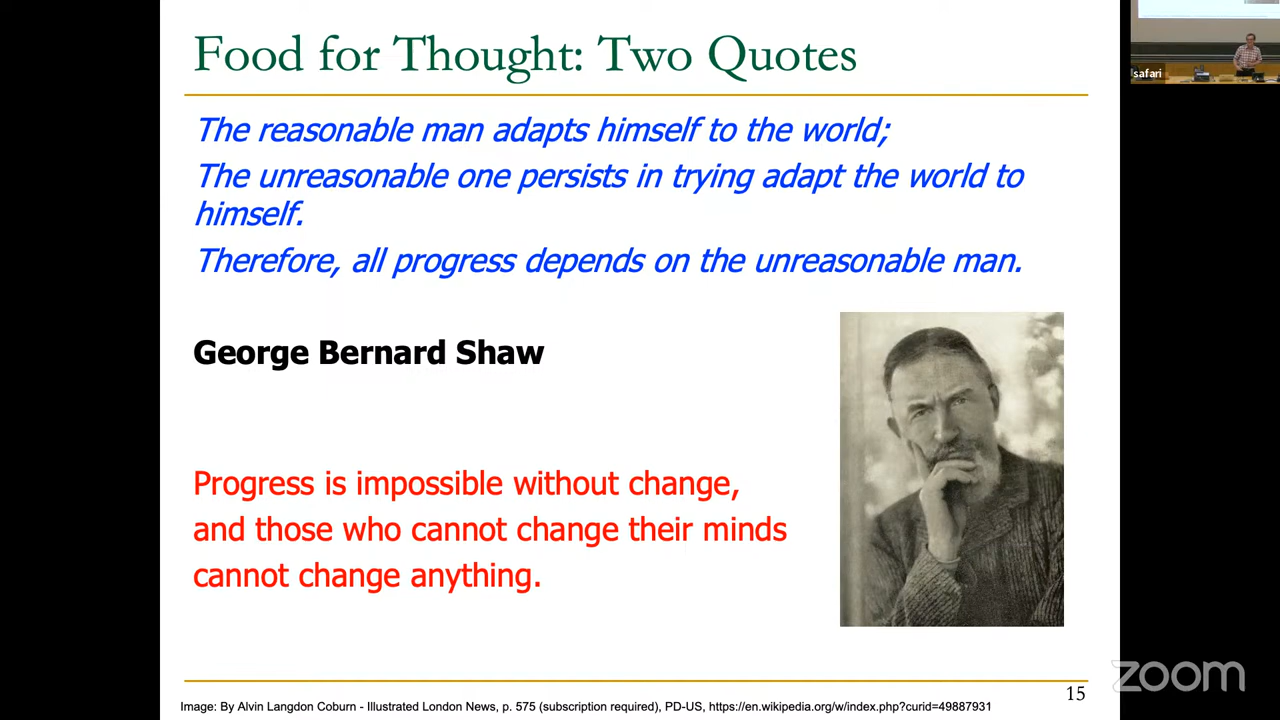 Food for Thought: Two Quotes
safari
The reasonable man adapts himself to the world;
The unreasonable one persists in trying adapt the world to
himself.
Therefore, all progress depends on the unreasonable man.
George Bernard Shaw
Progress is impossible without change,
and those who cannot change their minds
cannot change anything.
zoom
15
Image: By Alvin Langdon Coburn - Illustrated London News, p. 575 (subscription required), PD-US, https://en.wikipedia.org/w/index.php?curid=49887931